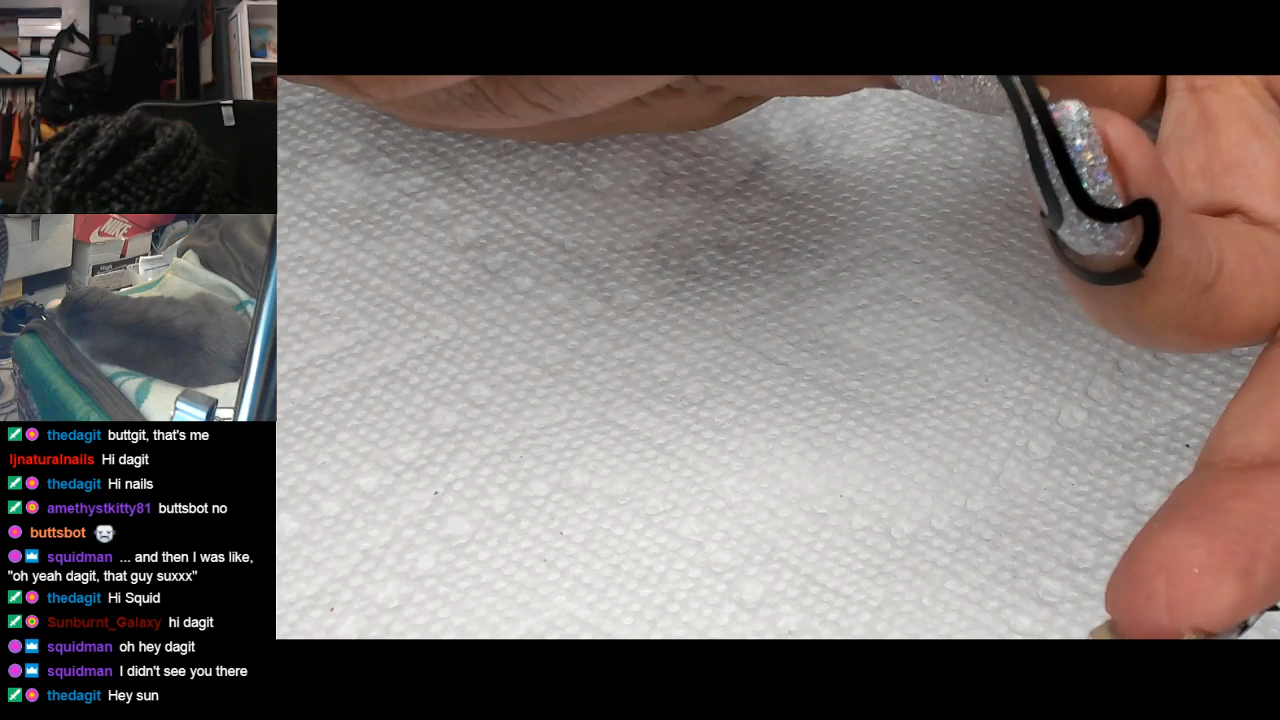 NIKE
thedagit buttgit, that's me
ljnaturalnails Hi dagit
thedagit Hi nails
amethystkitty81 buttsbot no
buttsbot
squidman ... and then I was like,
"oh yeah dagit, that guy suxxx"
thedagit Hi Squid
Sunburnt_Galaxy hi dagit
squidman oh hey dagit
squidman I didn't see you there
thedagit Hey sun